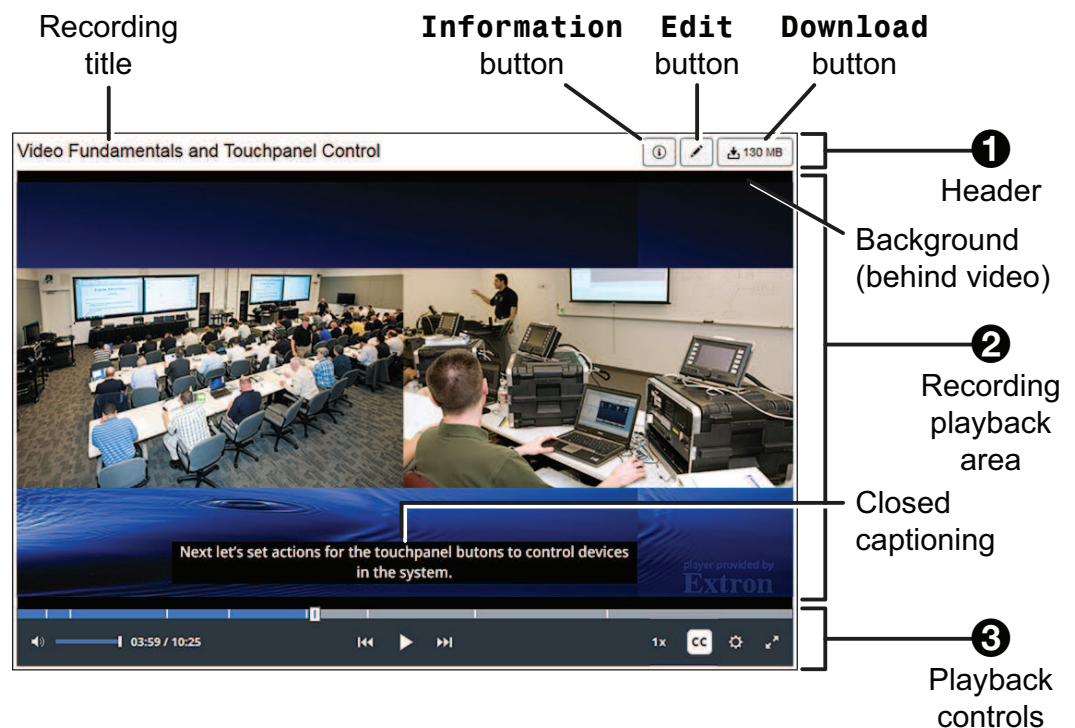 Recording
title
Information
button
Edit
button
Download
button
Video Fundamentals and Touchpanel Control
130 MB
1
Header
Background
(behind video)
2
Recording
playback
area
Closed
captioning
Next let's set actions for the touchpanel butons to control devices
in the system.
player provided by
Extron
03:59 / 10:25
1x
CC
3
Playback
controls